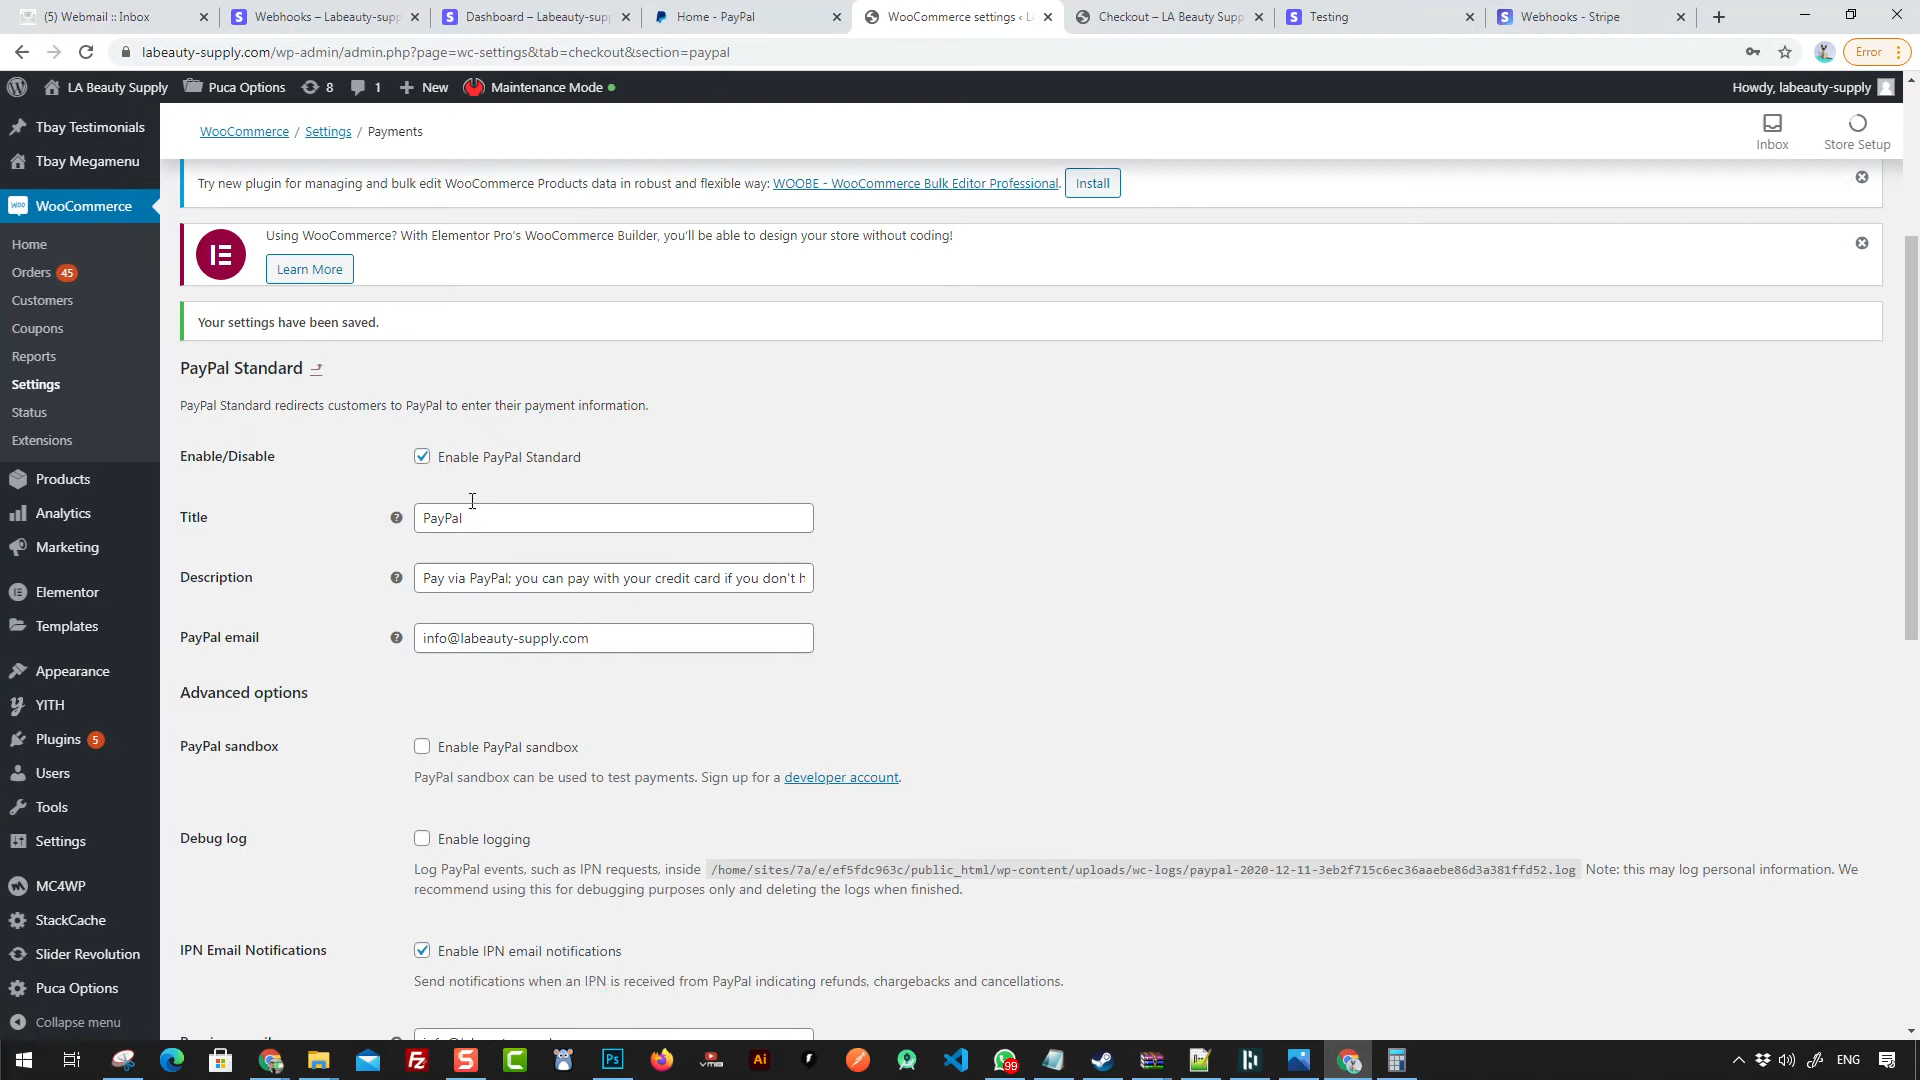 (5) Webmail :: Inbox
Webhooks – Labeauty-supp
Dashboard – Labeauty-supp
Home - PayPal
WooCommerce settings ‹ L
Checkout – LA Beauty Supp
Testing
Webhooks - Stripe
labeauty-supply.com/wp-admin/admin.php?page=wc-settings&tab=checkout&section=paypal
Error
LA Beauty Supply
Puca Options
8
1
New
Maintenance Mode
Howdy, labeauty-supply
Tbay Testimonials
Tbay Megamenu
WooCommerce
Home
Orders 45
Customers
Coupons
Reports
Settings
Status
Extensions
Products
Analytics
Marketing
Elementor
Templates
Appearance
YITH
Plugins 5
Users
Tools
Settings
MC4WP
StackCache
Slider Revolution
Puca Options
Collapse menu
WooCommerce / Settings / Payments
Inbox
Store Setup
Try new plugin for managing and bulk edit WooCommerce Products data in robust and flexible way: WOOBE - WooCommerce Bulk Editor Professional. Install
Using WooCommerce? With Elementor Pro's WooCommerce Builder, you'll be able to design your store without coding!
Learn More
Your settings have been saved.
PayPal Standard
PayPal Standard redirects customers to PayPal to enter their payment information.
Enable/Disable
Enable PayPal Standard
Title
PayPal
Description
Pay via PayPal; you can pay with your credit card if you don't h
PayPal email
info@labeauty-supply.com
Advanced options
PayPal sandbox
Enable PayPal sandbox
PayPal sandbox can be used to test payments. Sign up for a developer account.
Debug log
Enable logging
Log PayPal events, such as IPN requests, inside /home/sites/7a/e/ef5fdc963c/public_html/wp-content/uploads/wc-logs/paypal-2020-12-11-3eb2f715c6ec36aaebe86d3a381ffd52.log Note: this may log personal information. We
recommend using this for debugging purposes only and deleting the logs when finished.
IPN Email Notifications
Enable IPN email notifications
Send notifications when an IPN is received from PayPal indicating refunds, chargebacks and cancellations.
99
ENG